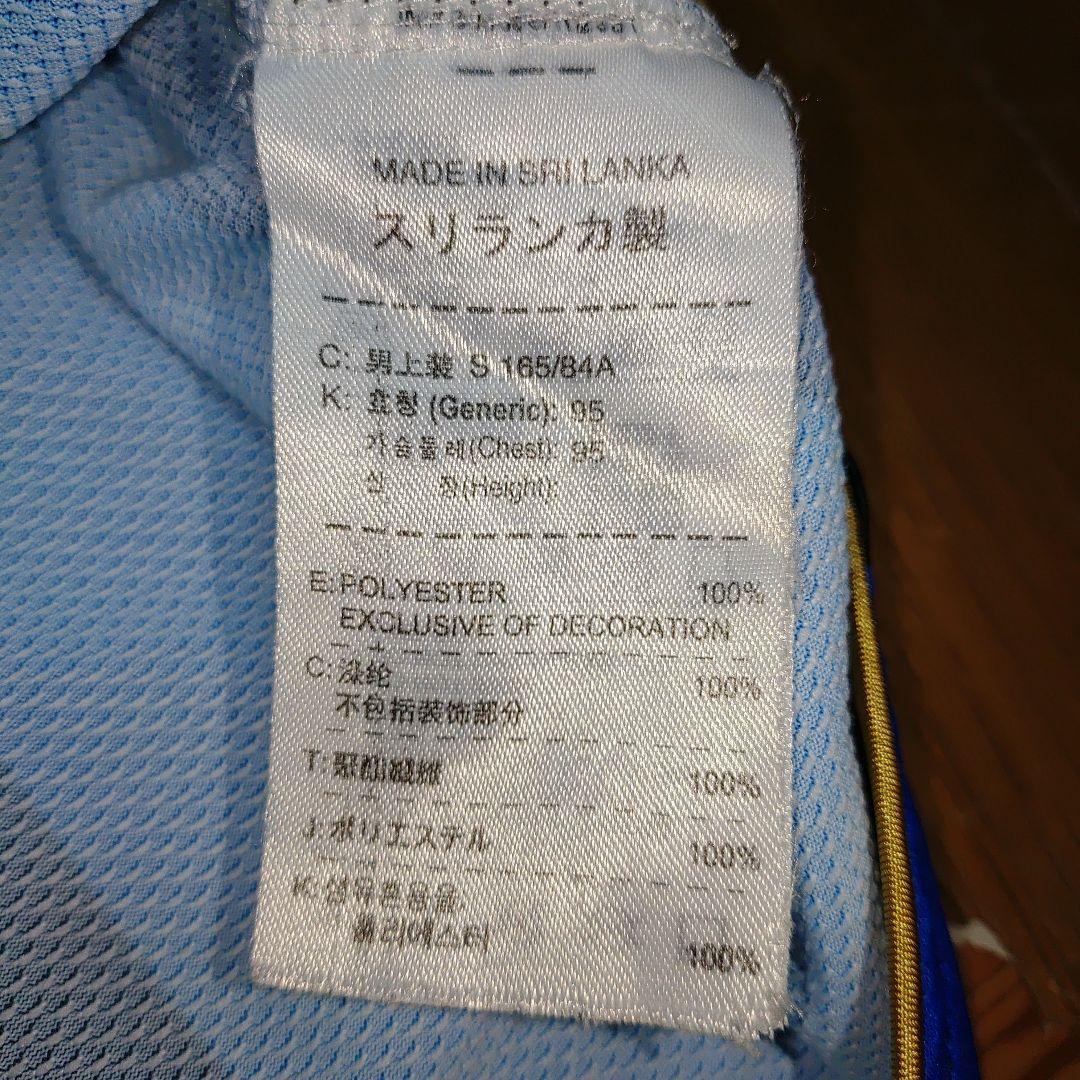 MADE IN SRI LANKA
スリランカ製
C: 男上装 S 165/84A
K: 호칭 (Generic): 95
가슴둘레(Chest): 95
신 장(Height):
E: POLYESTER 100%
EXCLUSIVE OF DECORATION
C: 涤纶 100%
不包括装饰部分
T: 聚酯纖維 100%
J: ポリエステル 100%
K: 섬유혼용율
폴리에스터 100%